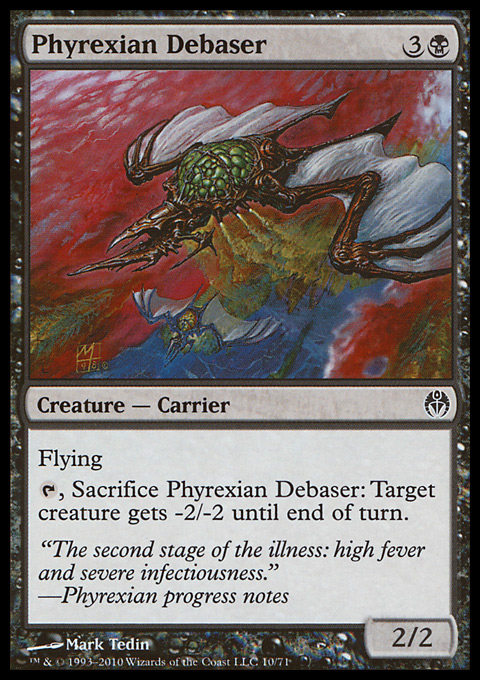 Phyrexian Debaser 3
Creature — Carrier
Flying
, Sacrifice Phyrexian Debaser: Target
creature gets -2/-2 until end of turn.
“The second stage of the illness: high fever
and severe infectiousness.”
—Phyrexian progress notes
2/2
Mark Tedin
™ & © 1993–2010 Wizards of the Coast LLC 10/71